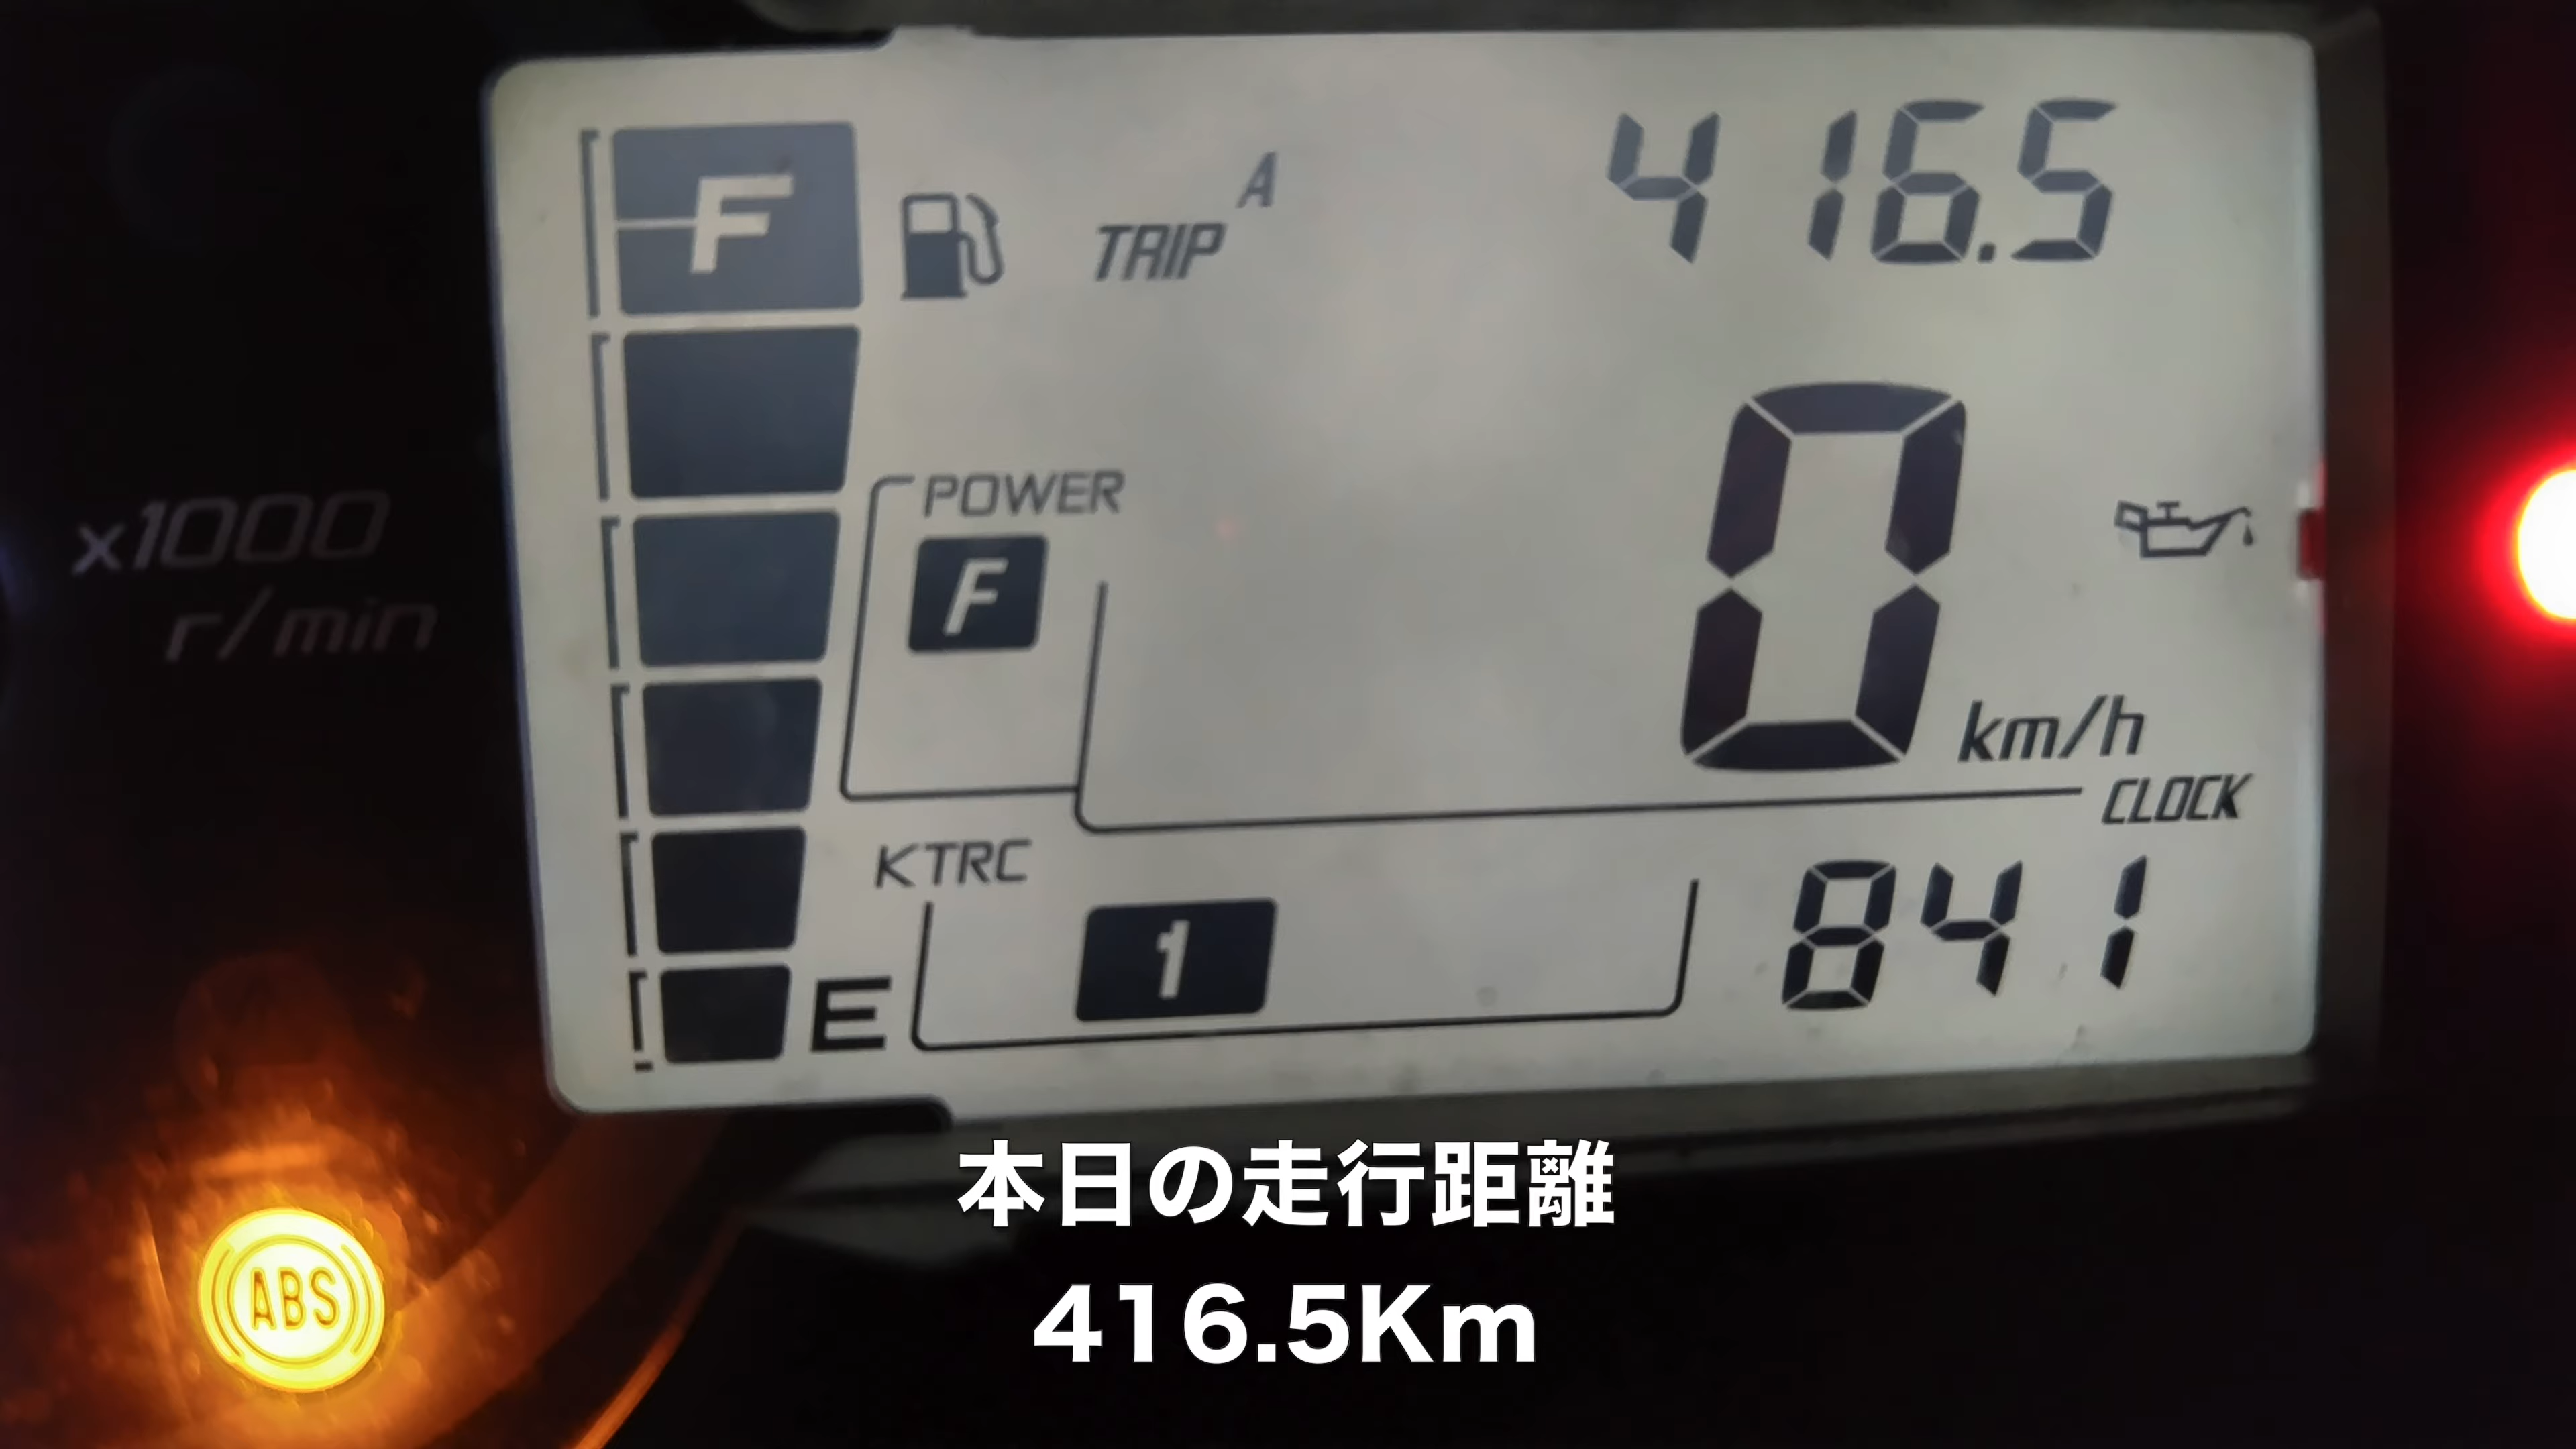 F
TRIP A 416.5
x1000
r/min
POWER
F
0 km/h
CLOCK
KTRC
1
841
E
ABS
本日の走行距離
416.5Km